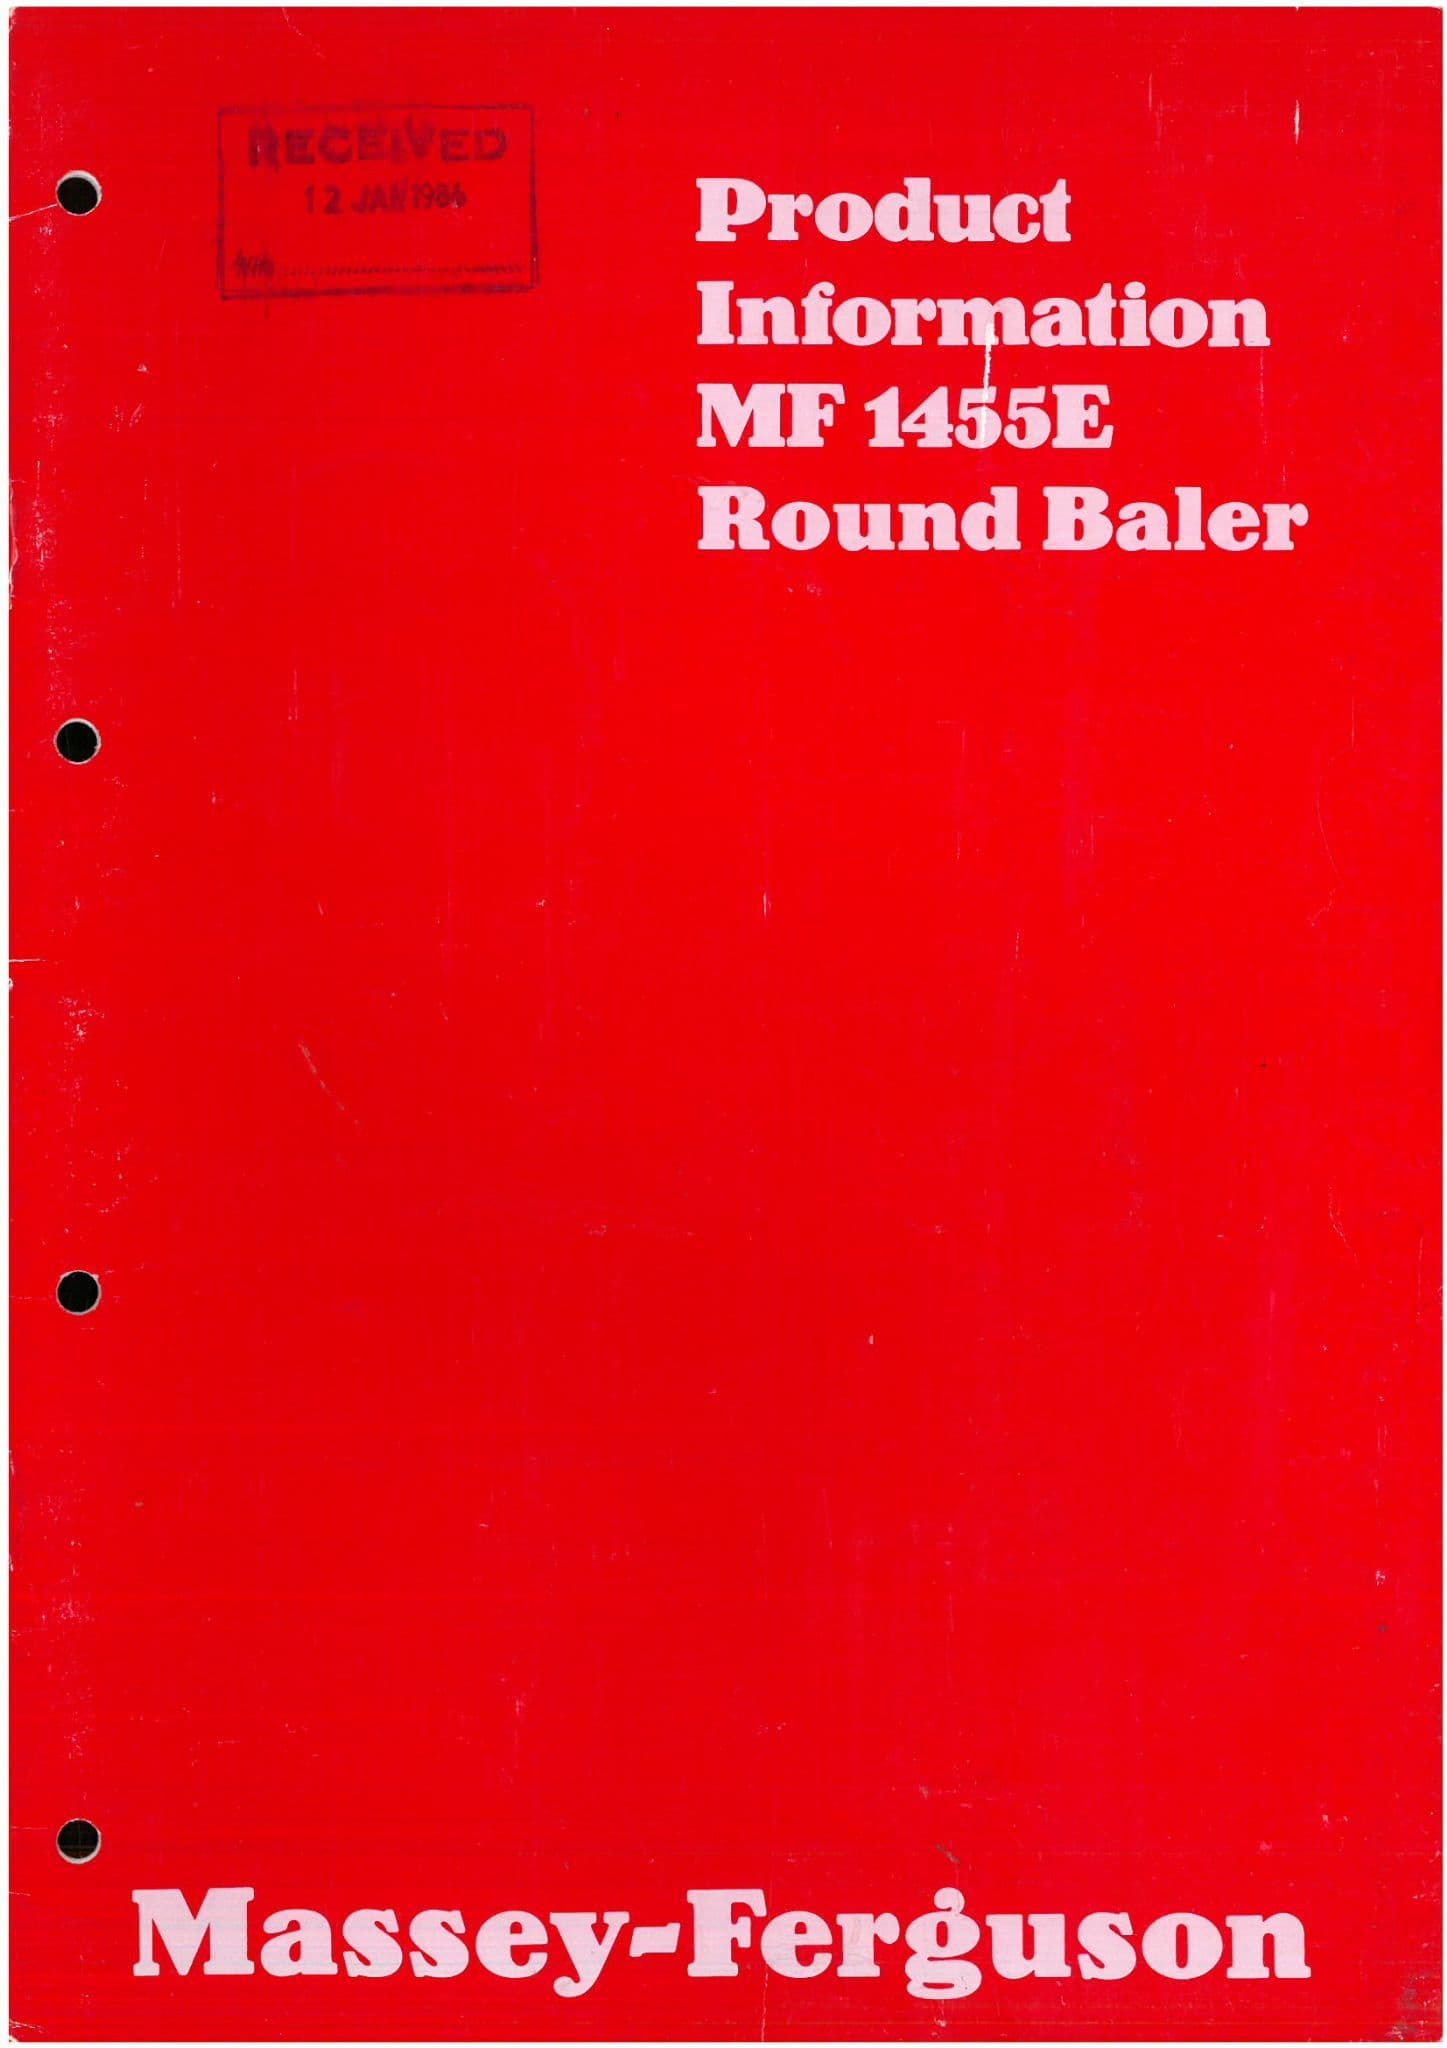 RECEIVED
12 JAN 1986
Product
Information
MF 1455E
Round Baler
Massey-Ferguson